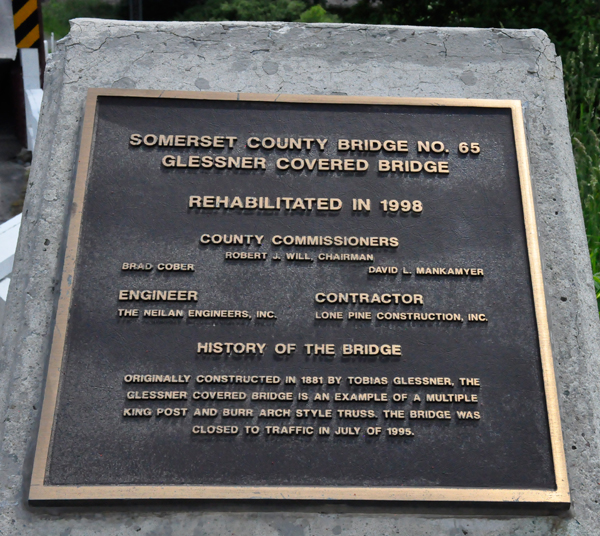 SOMERSET COUNTY BRIDGE NO. 65
GLESSNER COVERED BRIDGE
REHABILITATED IN 1998
COUNTY COMMISSIONERS
ROBERT J. WILL, CHAIRMAN
BRAD COBER DAVID L. MANKAMYER
ENGINEER CONTRACTOR
THE NEILAN ENGINEERS, INC. LONE PINE CONSTRUCTION, INC.
HISTORY OF THE BRIDGE
ORIGINALLY CONSTRUCTED IN 1881 BY TOBIAS GLESSNER, THE
GLESSNER COVERED BRIDGE IS AN EXAMPLE OF A MULTIPLE
KING POST AND BURR ARCH STYLE TRUSS. THE BRIDGE WAS
CLOSED TO TRAFFIC IN JULY OF 1995.